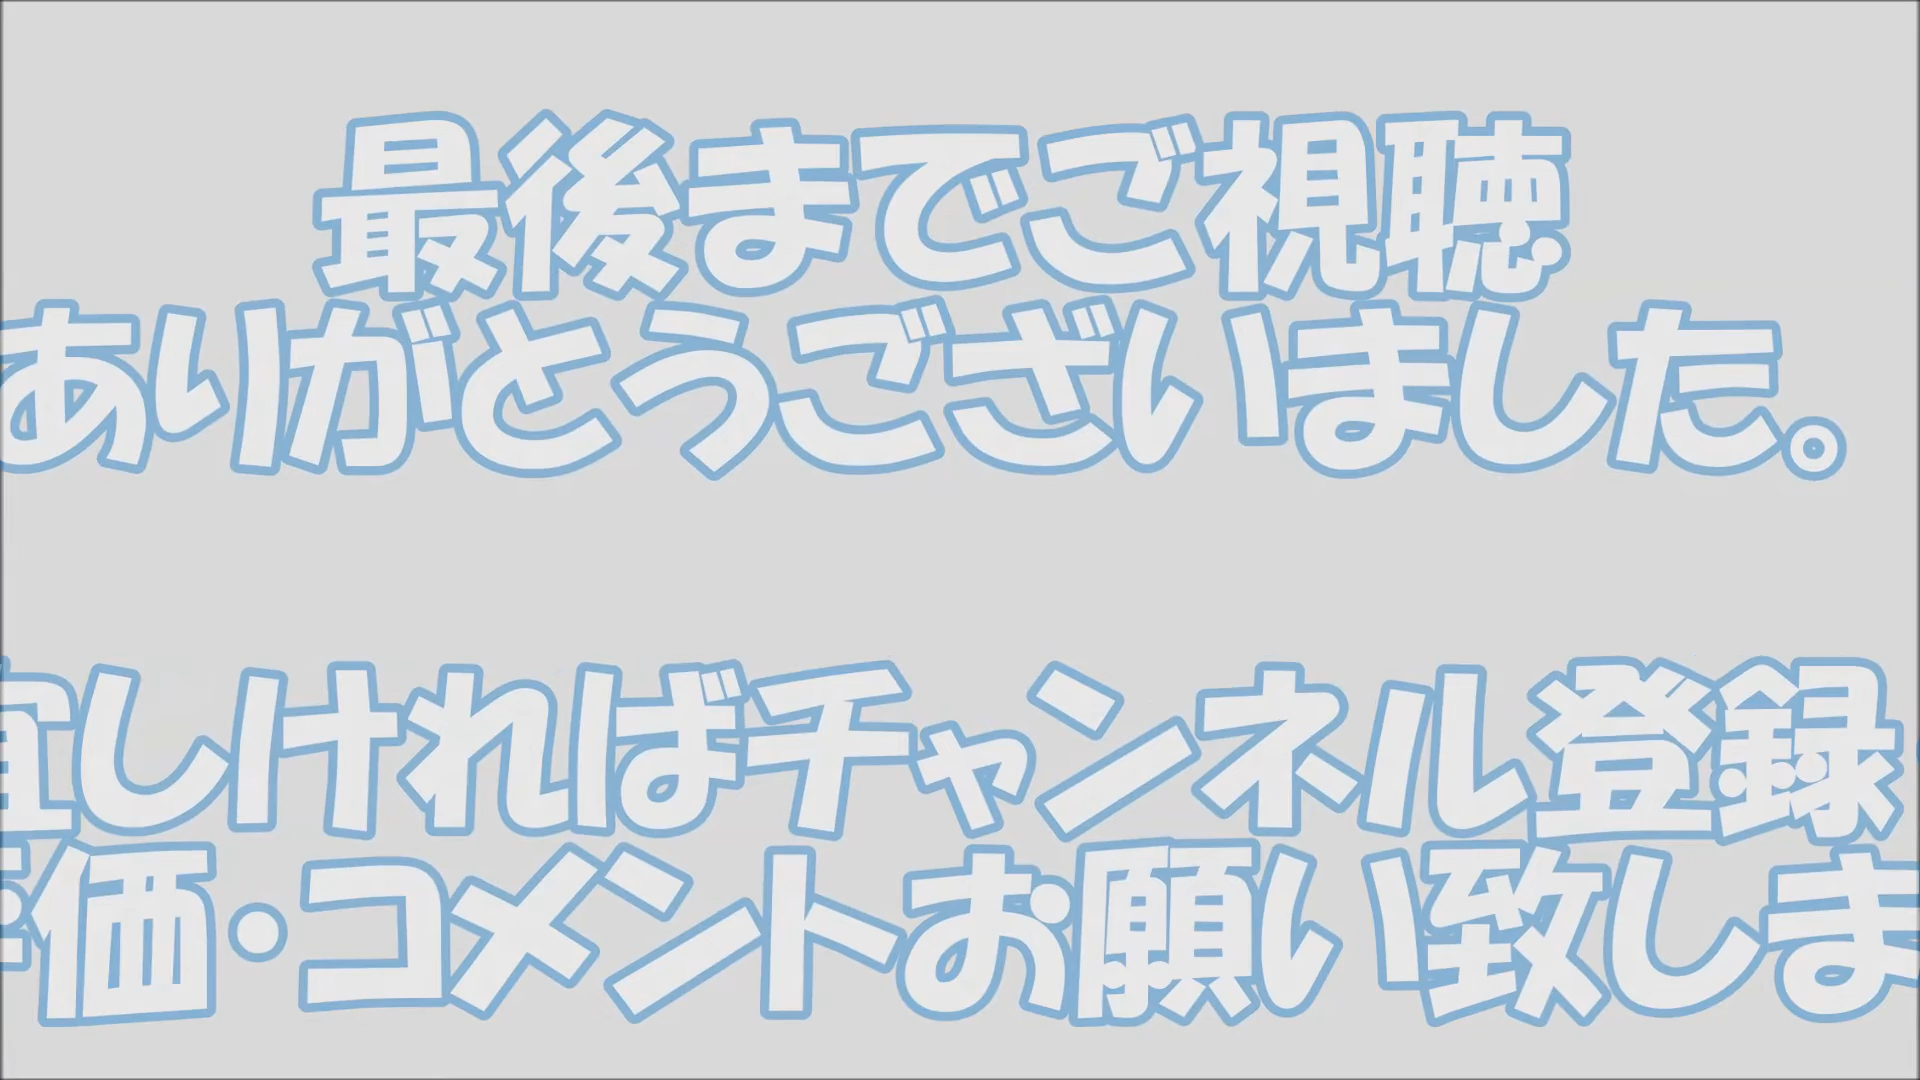 最後までご視聴
ありがとうございました。
宜しければチャンネル登録
価・コメントお願い致しま